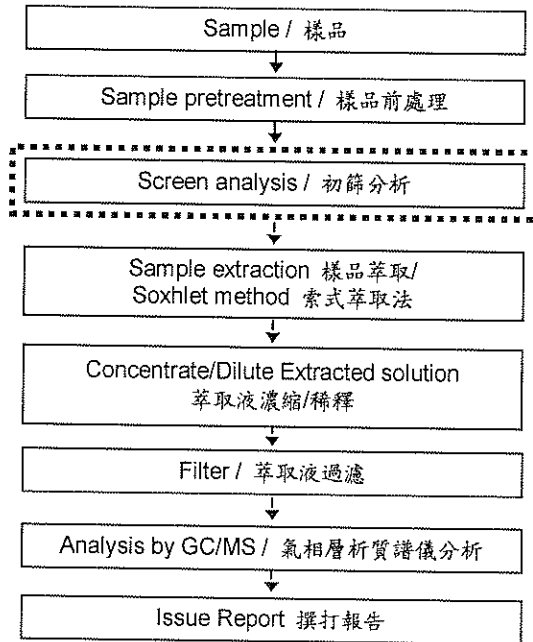 Sample / 樣品
Sample pretreatment / 樣品前處理
Screen analysis / 初篩分析
Sample extraction 樣品萃取/
Soxhlet method 索式萃取法
Concentrate/Dilute Extracted solution
萃取液濃縮/稀釋
Filter / 萃取液過濾
Analysis by GC/MS / 氣相層析質譜儀分析
Issue Report 撰打報告